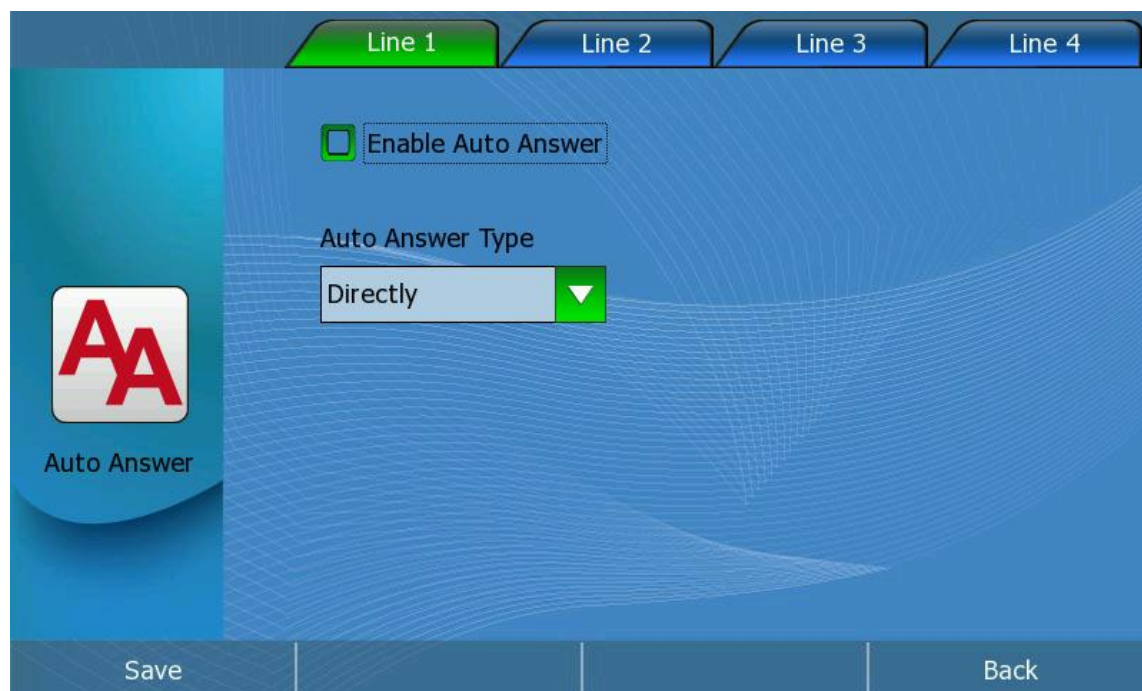 Line 1
Line 2
Line 3
Line 4
Enable Auto Answer
Auto Answer Type
Directly
AA
Auto Answer
Save
Back